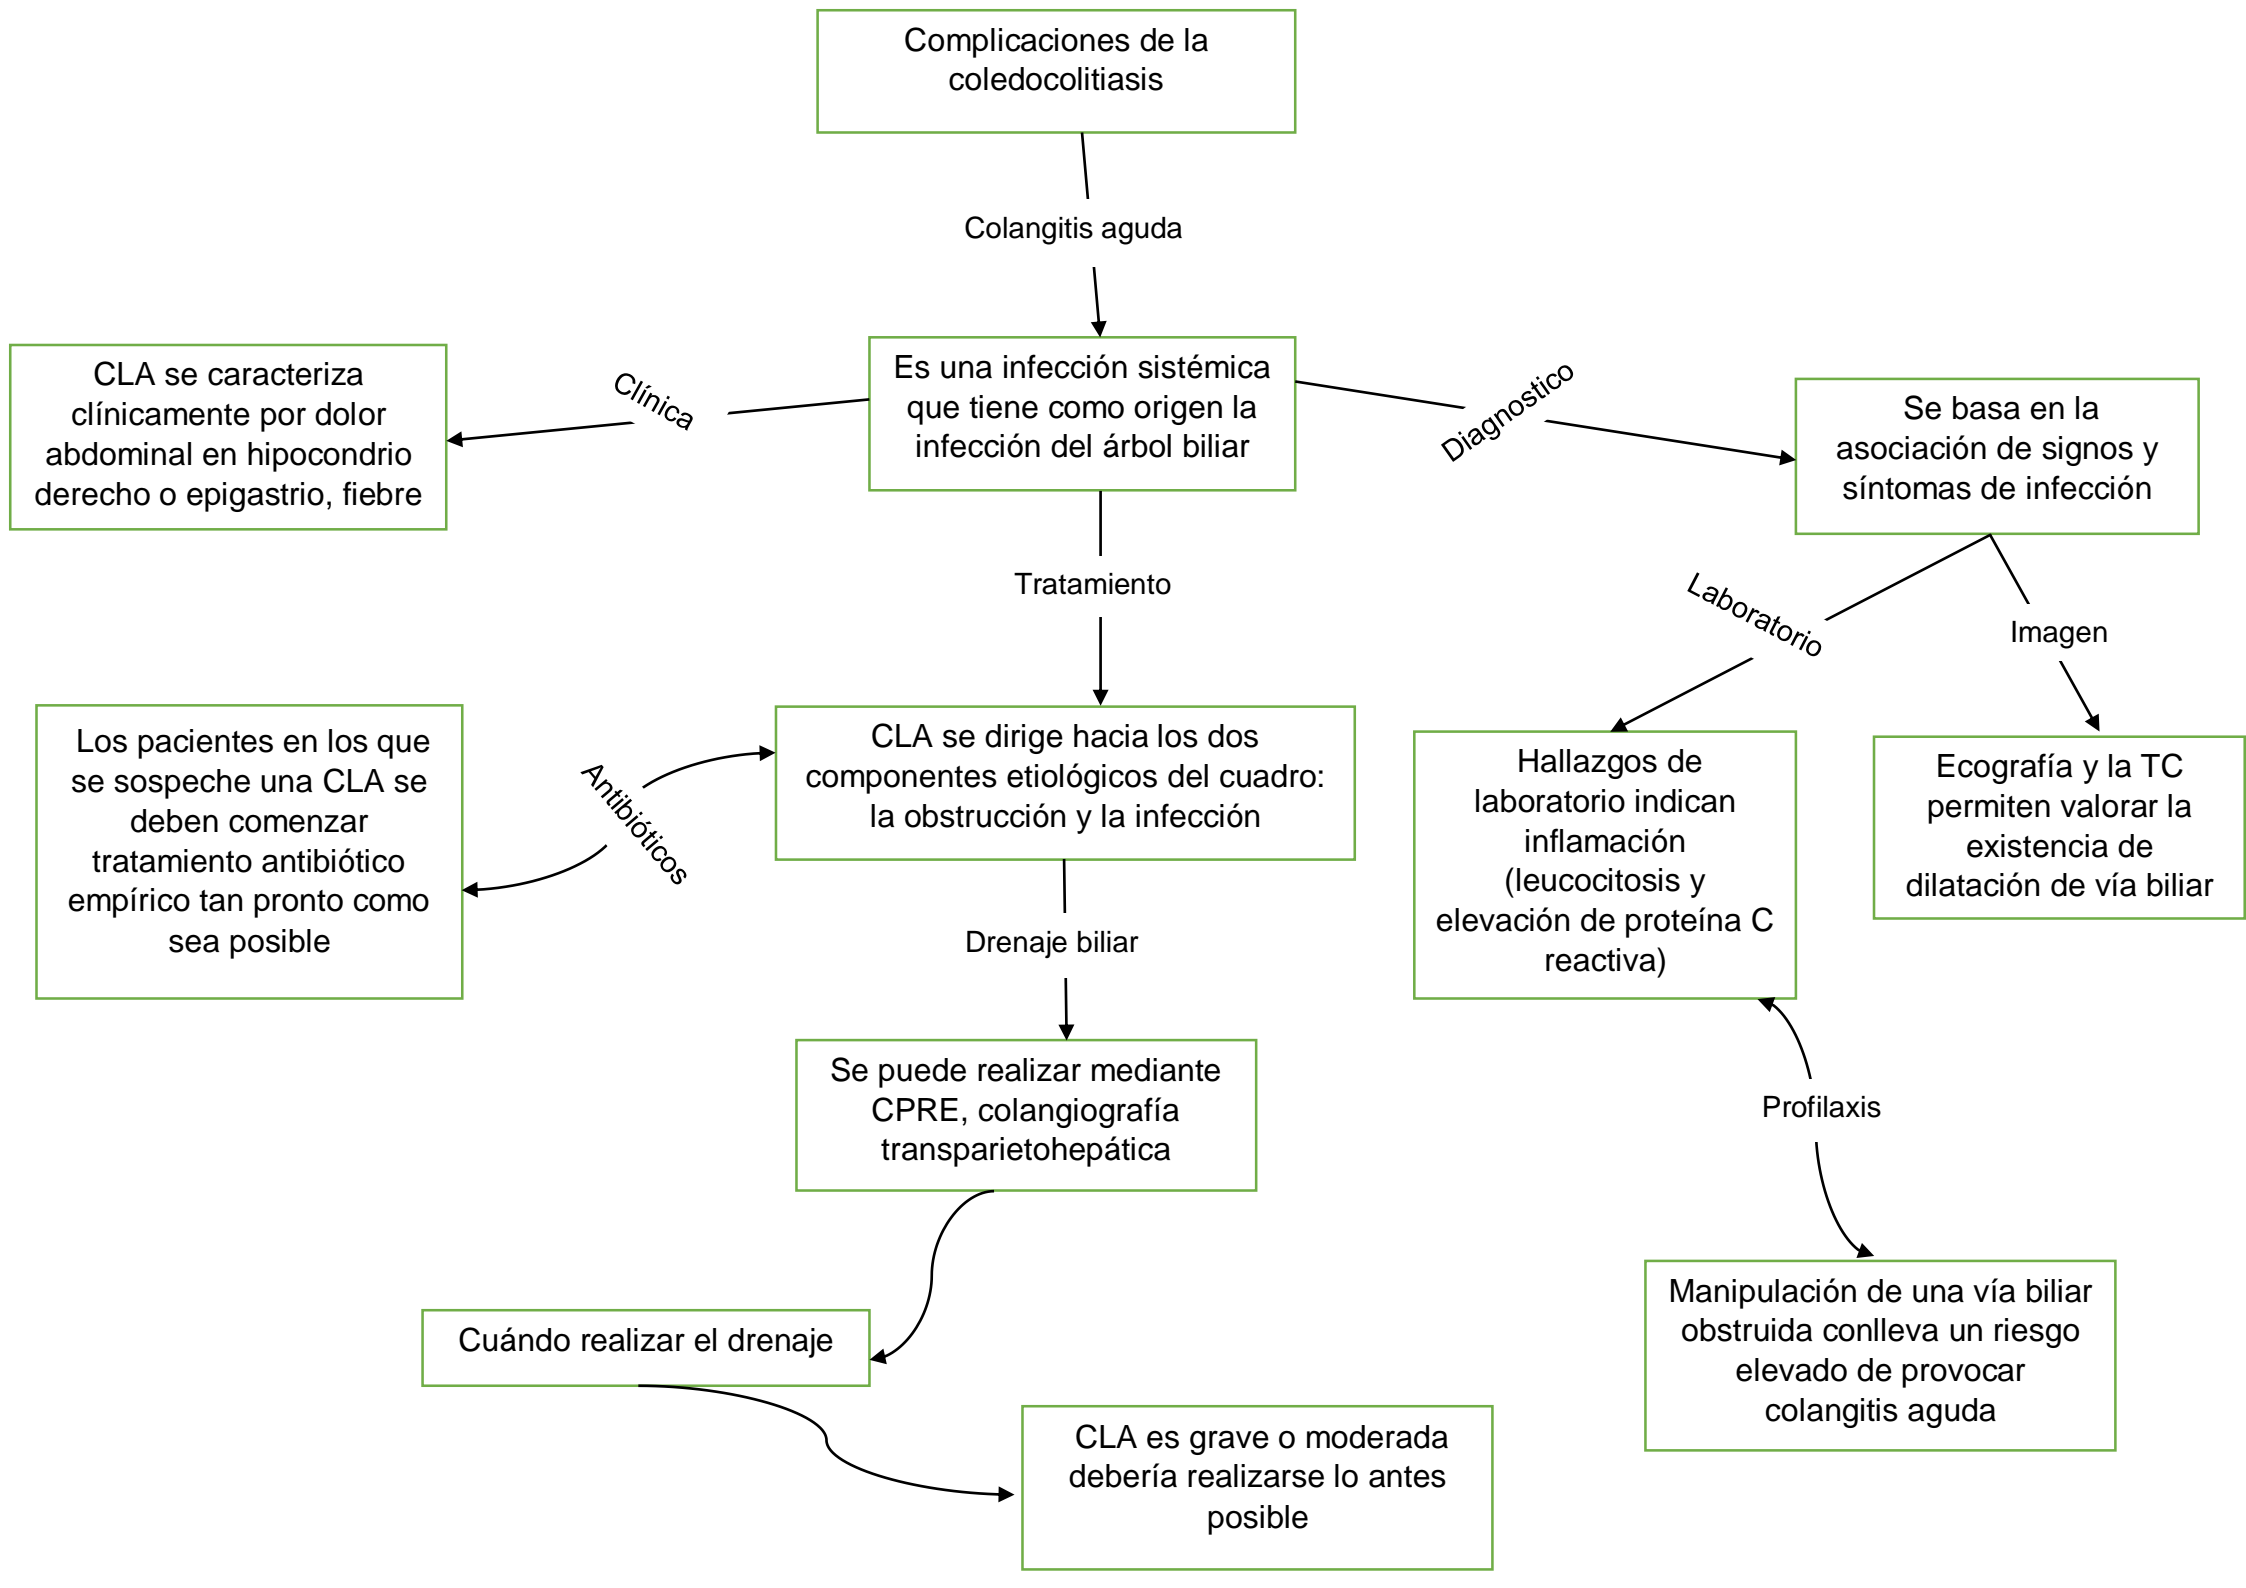 Complicaciones de la
coledocolitiasis
Colangitis aguda
Es una infección sistémica
que tiene como origen la
infección del árbol biliar
Clínica
CLA se caracteriza
clínicamente por dolor
abdominal en hipocondrio
derecho o epigastrio, fiebre
Diagnostico
Se basa en la
asociación de signos y
síntomas de infección
Tratamiento
Laboratorio
Imagen
CLA se dirige hacia los dos
componentes etiológicos del cuadro:
la obstrucción y la infección
Antibióticos
Los pacientes en los que
se sospeche una CLA se
deben comenzar
tratamiento antibiótico
empírico tan pronto como
sea posible
Hallazgos de
laboratorio indican
inflamación
(leucocitosis y
elevación de proteína C
reactiva)
Ecografía y la TC
permiten valorar la
existencia de
dilatación de vía biliar
Drenaje biliar
Se puede realizar mediante
CPRE, colangiografía
transparietohepática
Profilaxis
Manipulación de una vía biliar
obstruida conlleva un riesgo
elevado de provocar
colangitis aguda
Cuándo realizar el drenaje
CLA es grave o moderada
debería realizarse lo antes
posible